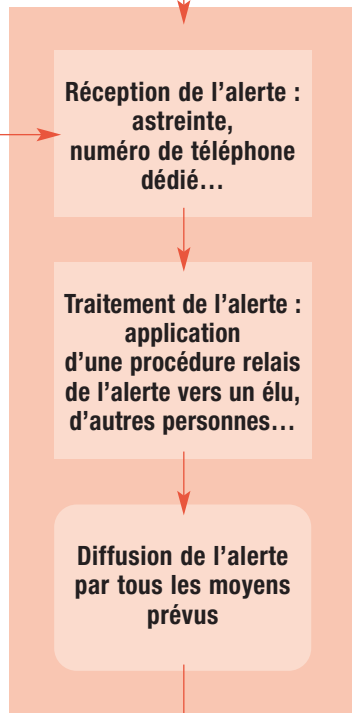 Réception de l’alerte :
astreinte,
numéro de téléphone
dédié…
Traitement de l’alerte :
application
d’une procédure relais
de l’alerte vers un élu,
d’autres personnes…
Diffusion de l’alerte
par tous les moyens
prévus